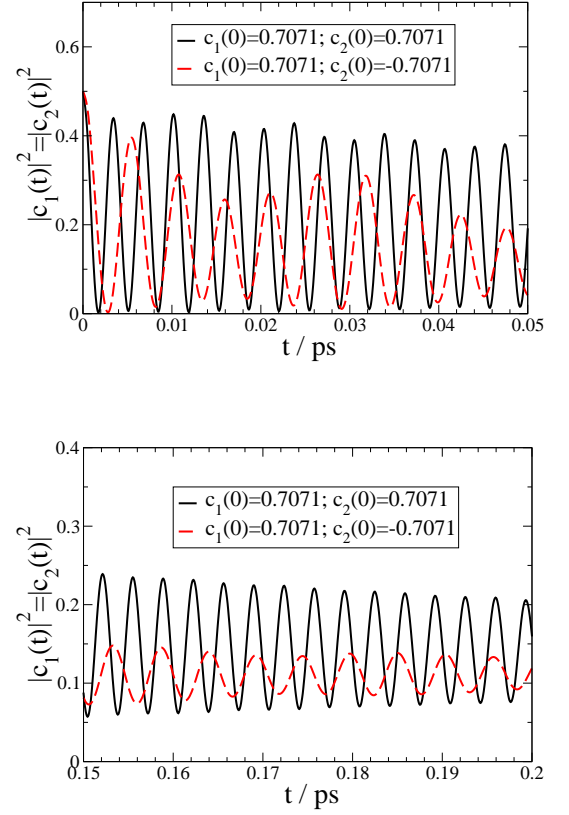 |c₁(t)|²=|c₂(t)|²
0.6
0.4
0.2
0
c₁(0)=0.7071; c₂(0)=0.7071
c₁(0)=0.7071; c₂(0)=-0.7071
0 0.01 0.02 0.03 0.04 0.05
t / ps
|c₁(t)|²=|c₂(t)|²
0.4
0.3
0.2
0.1
0
c₁(0)=0.7071; c₂(0)=0.7071
c₁(0)=0.7071; c₂(0)=-0.7071
0.15 0.16 0.17 0.18 0.19 0.2
t / ps